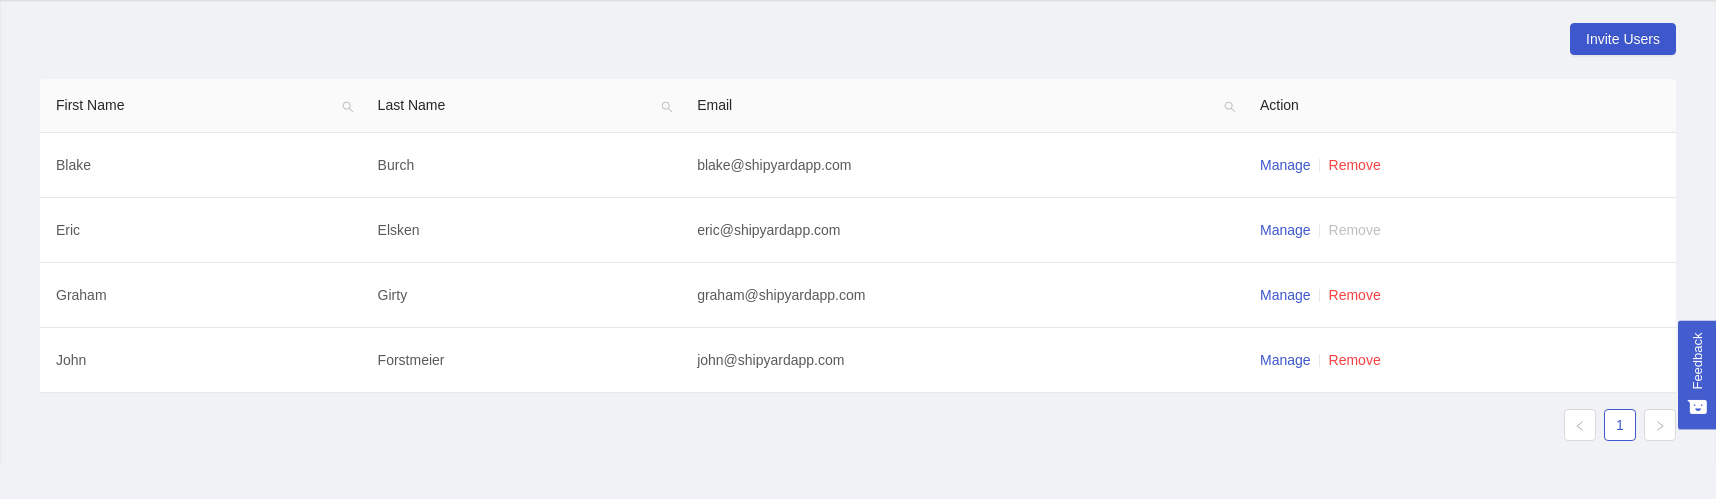 Invite Users
First Name Last Name Email Action
Blake Burch blake@shipyardapp.com Manage Remove
Eric Elsken eric@shipyardapp.com Manage Remove
Graham Girty graham@shipyardapp.com Manage Remove
John Forstmeier john@shipyardapp.com Manage Remove
Feedback
1